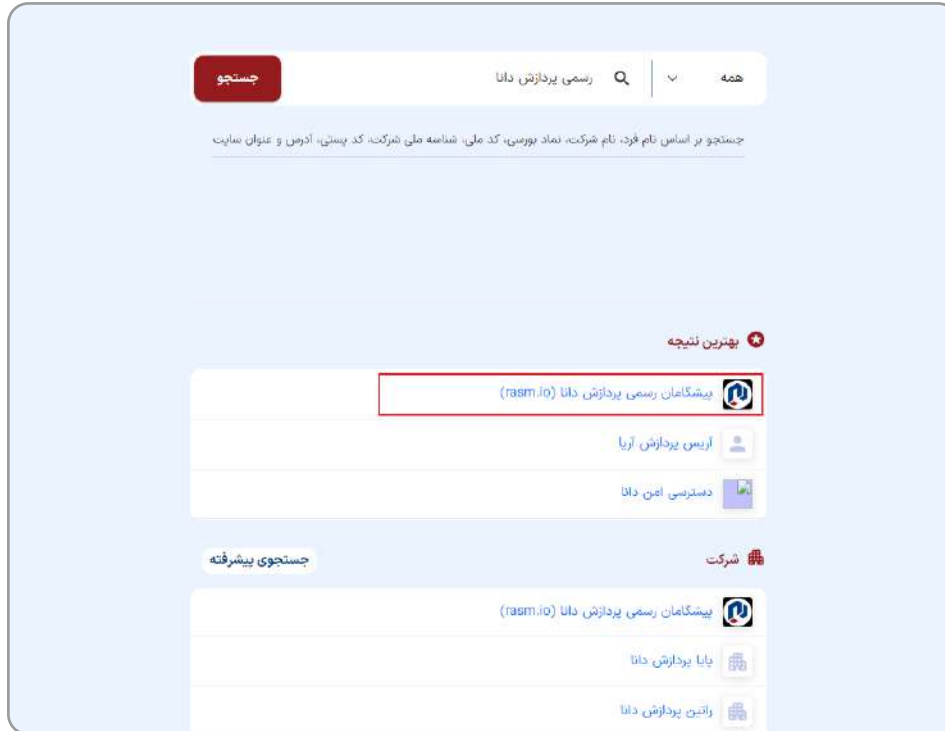 همه
رسمی پردازش دانا
جستجو
جستجو بر اساس نام فرد، نام شرکت، نماد بورسی، کد ملی، شناسه ملی شرکت، کد پستی، آدرس و عنوان سایت
بهترین نتیجه
پیشگامان رسمی پردازش دانا (rasm.io)
آریس پردازش آریا
دسترسی امن دانا
شرکت
جستجوی پیشرفته
پیشگامان رسمی پردازش دانا (rasm.io)
پایا پردازش دانا
راتین پردازش دانا